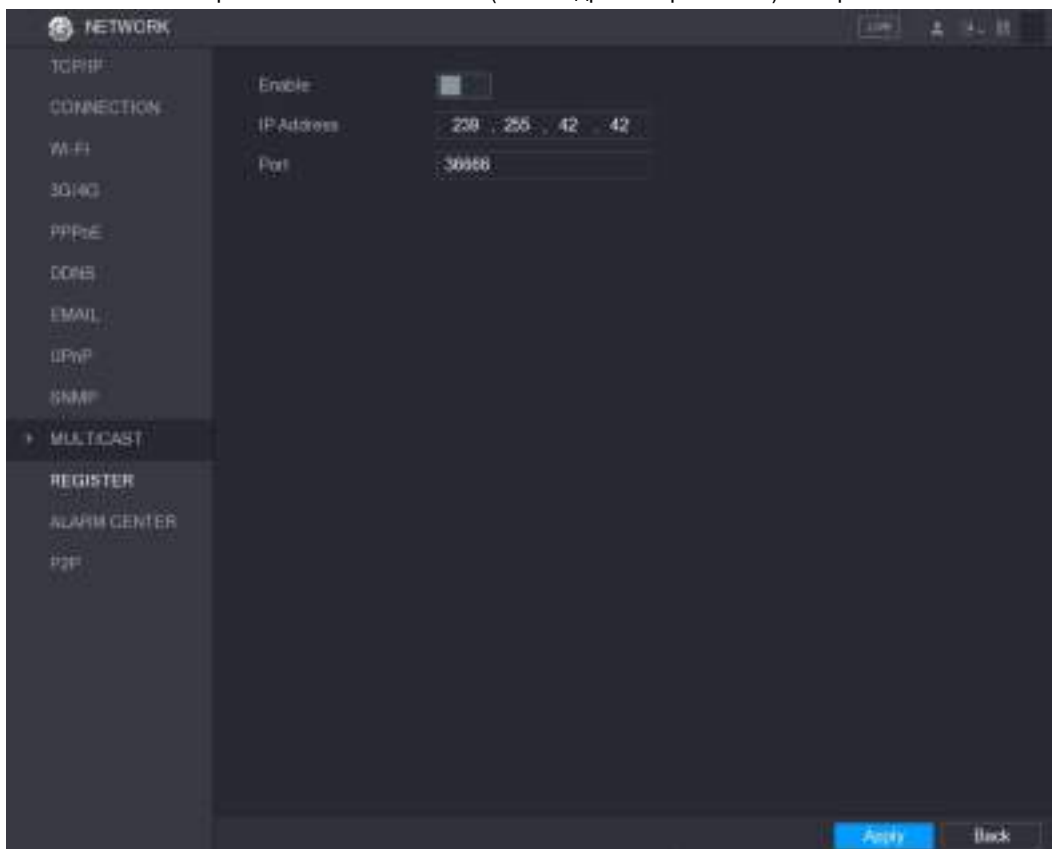 NETWORK
LIVE
TCP/IP
CONNECTION
WI-FI
3G/4G
PPPoE
DDNS
EMAIL
UPnP
SNMP
MULTICAST
REGISTER
ALARM CENTER
P2P
Enable
IP Address 239 . 255 . 42 . 42
Port 36666
Apply Back